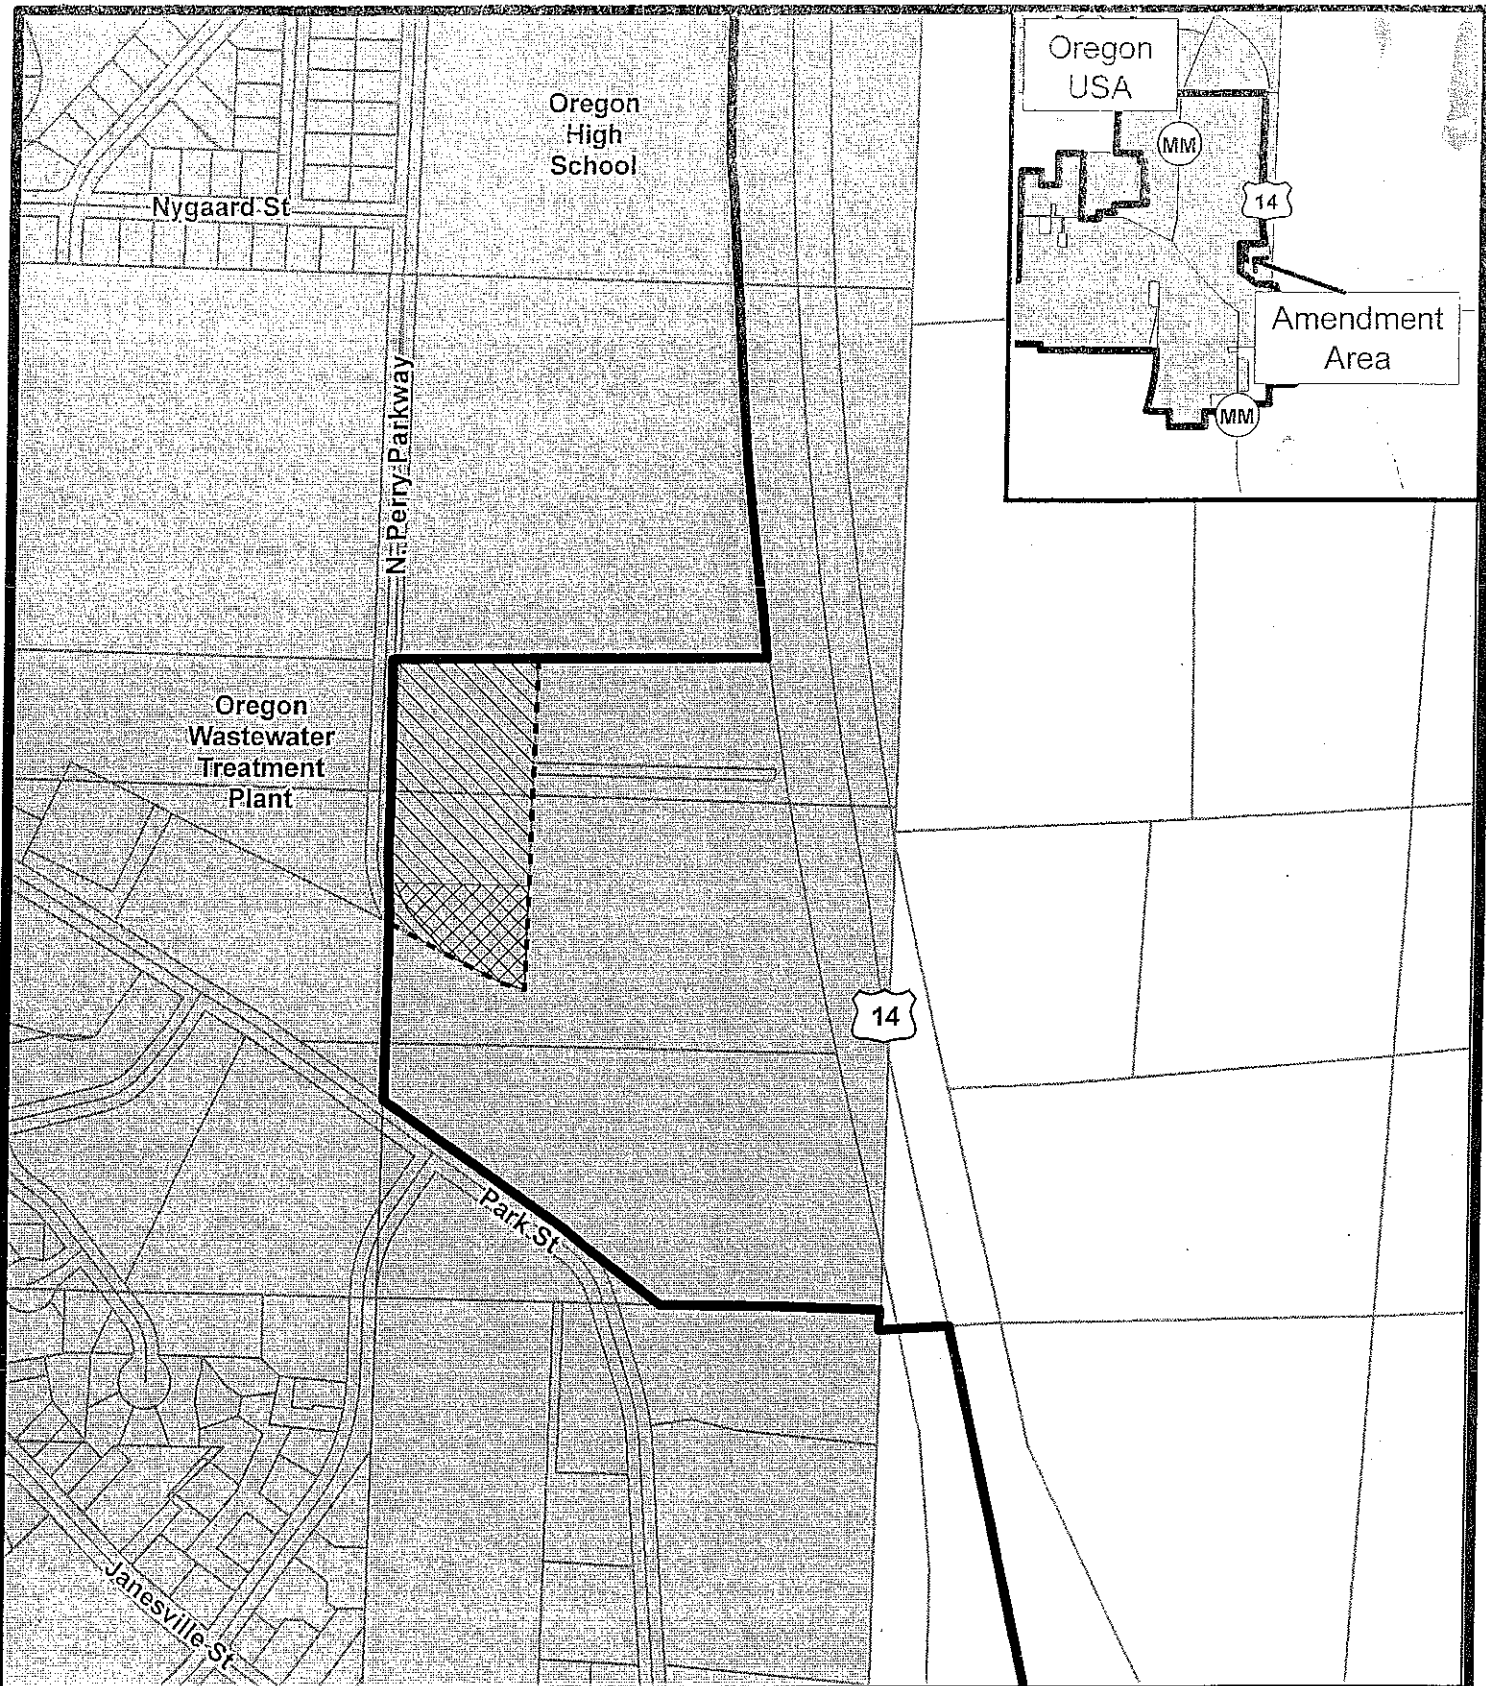 Oregon
High
School
Oregon
USA
MM
14
Nygaard St
Amendment
Area
MM
N. Perry Parkway
Oregon
Wastewater
Treatment
Plant
14
Park St
Janesville St